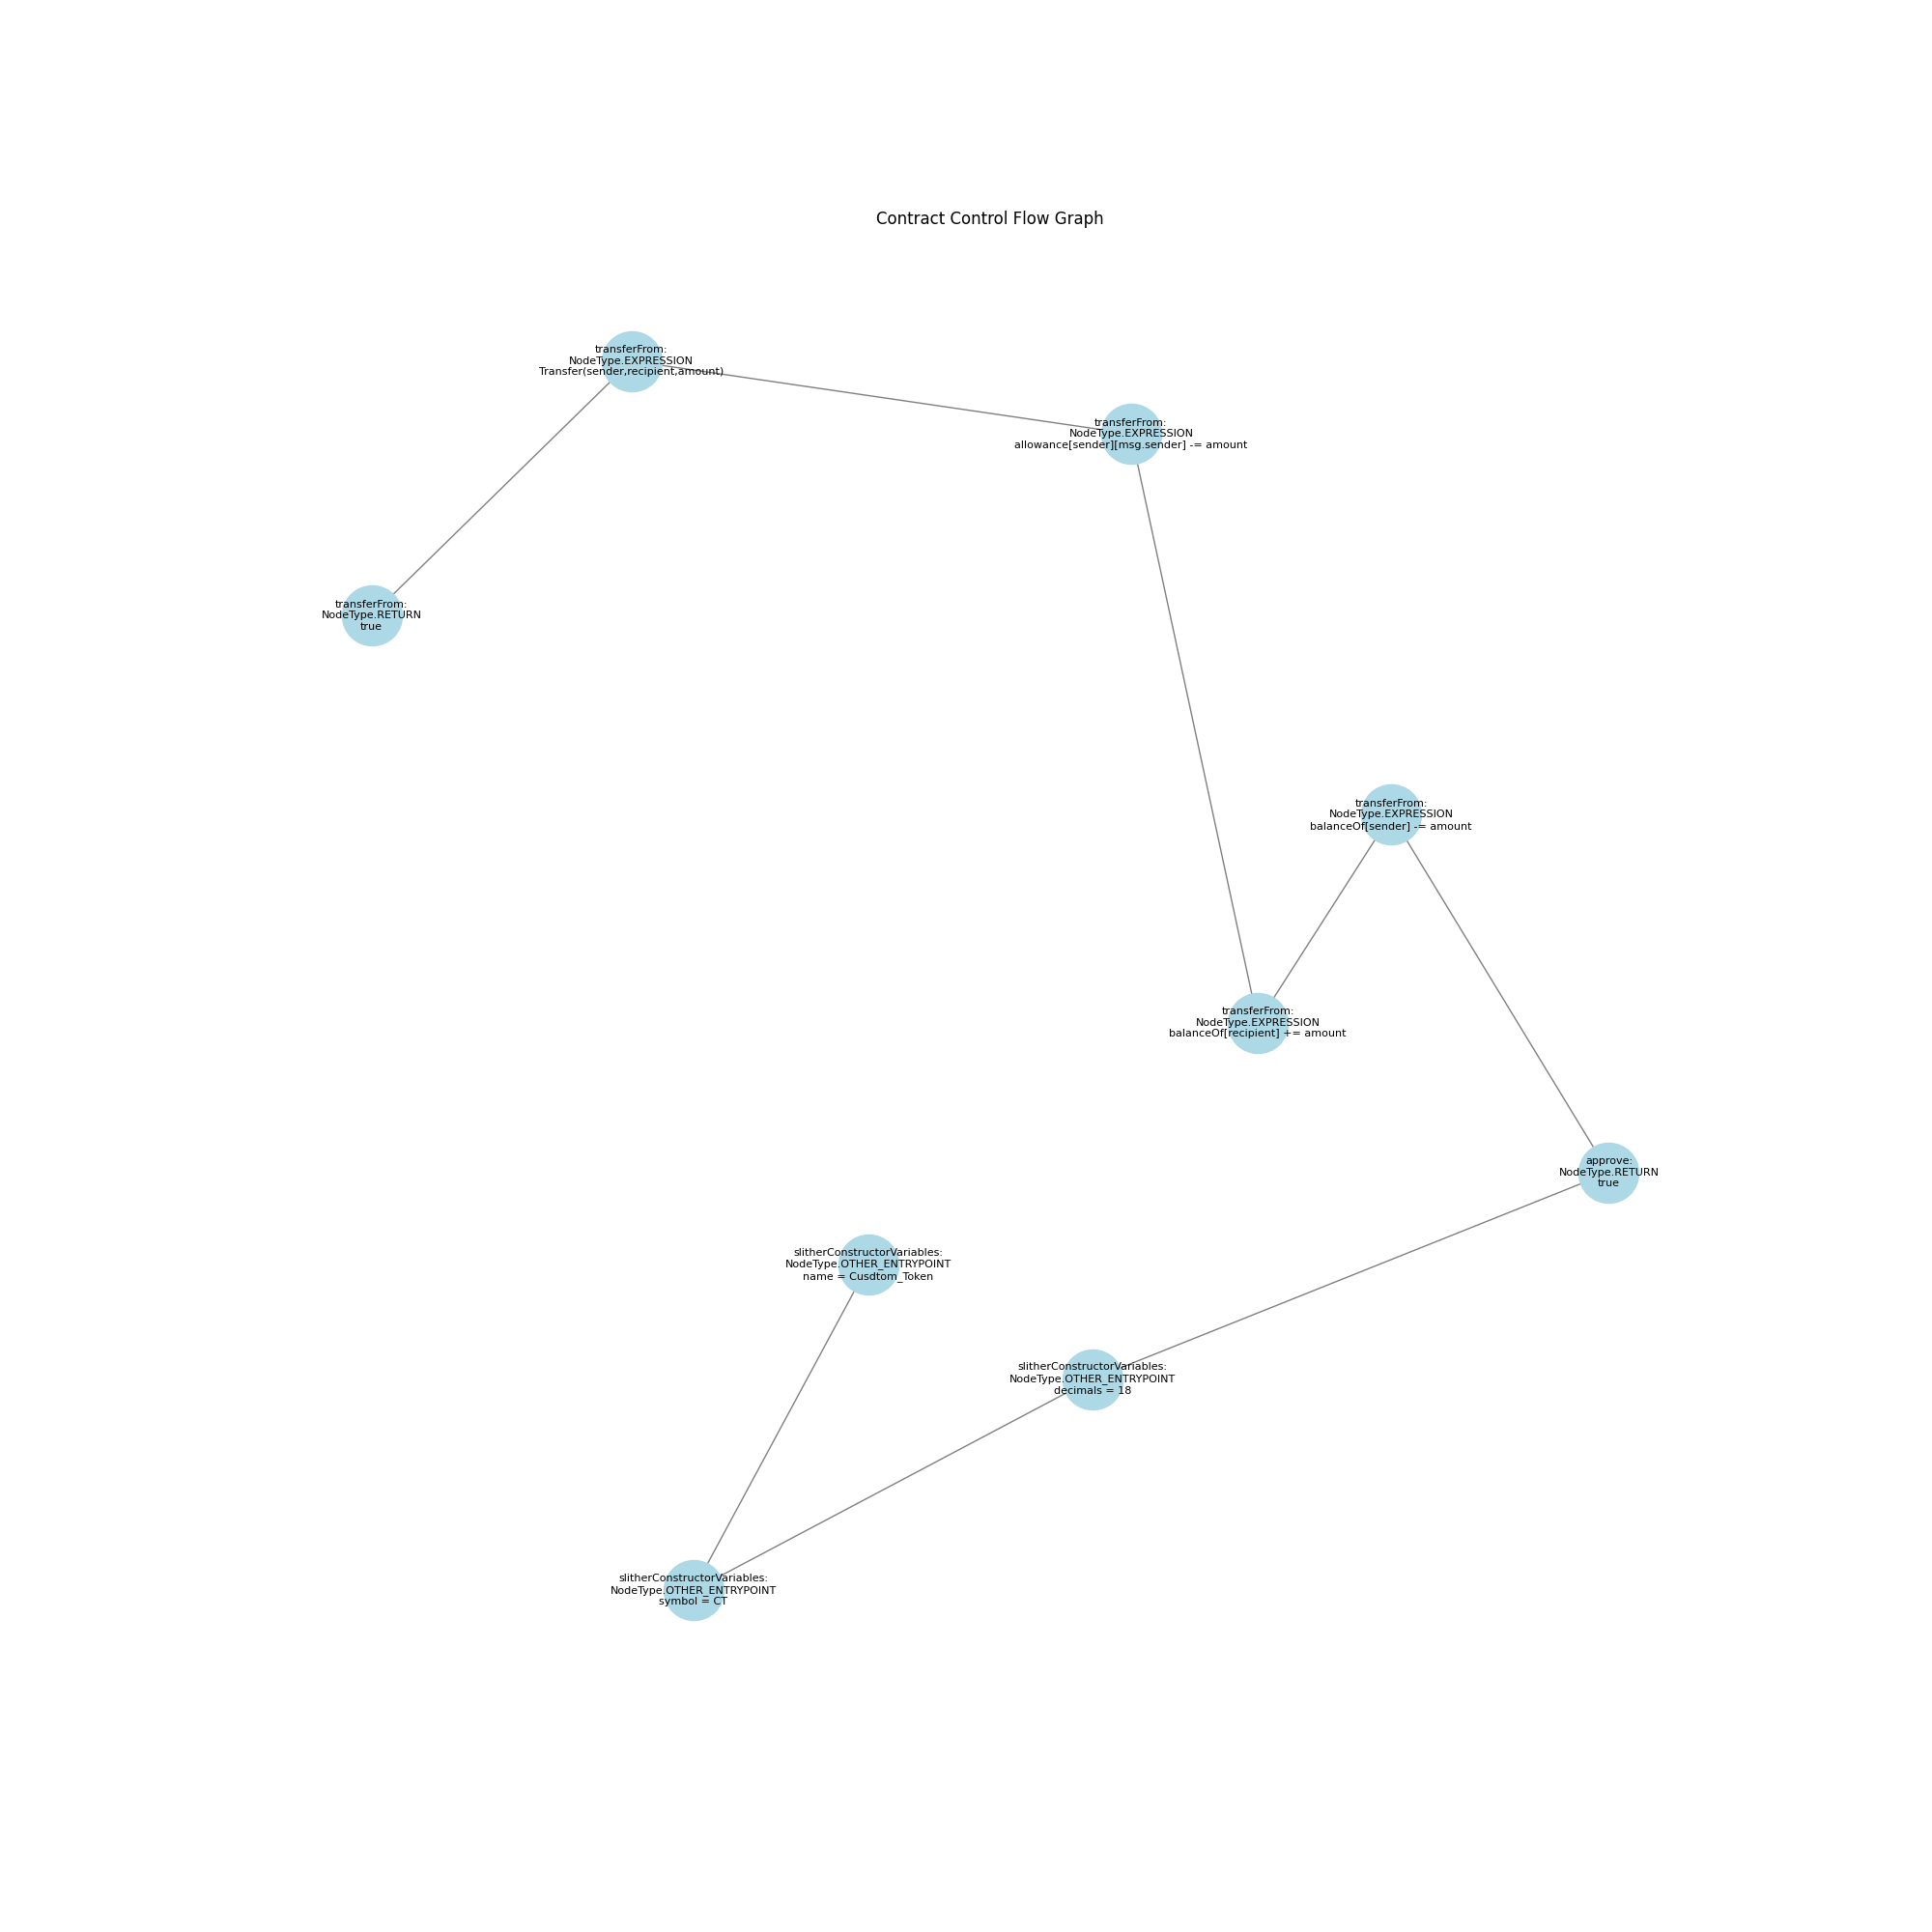 Contract Control Flow Graph
transferFrom:
NodeType.EXPRESSION
Transfer(sender,recipient,amount)
transferFrom:
NodeType.EXPRESSION
allowance[sender][msg.sender] -= amount
transferFrom:
NodeType.RETURN
true
transferFrom:
NodeType.EXPRESSION
balanceOf[sender] -= amount
transferFrom:
NodeType.EXPRESSION
balanceOf[recipient] += amount
approve:
NodeType.RETURN
true
slitherConstructorVariables:
NodeType.OTHER_ENTRYPOINT
name = Cusdtom_Token
slitherConstructorVariables:
NodeType.OTHER_ENTRYPOINT
decimals = 18
slitherConstructorVariables:
NodeType.OTHER_ENTRYPOINT
symbol = CT